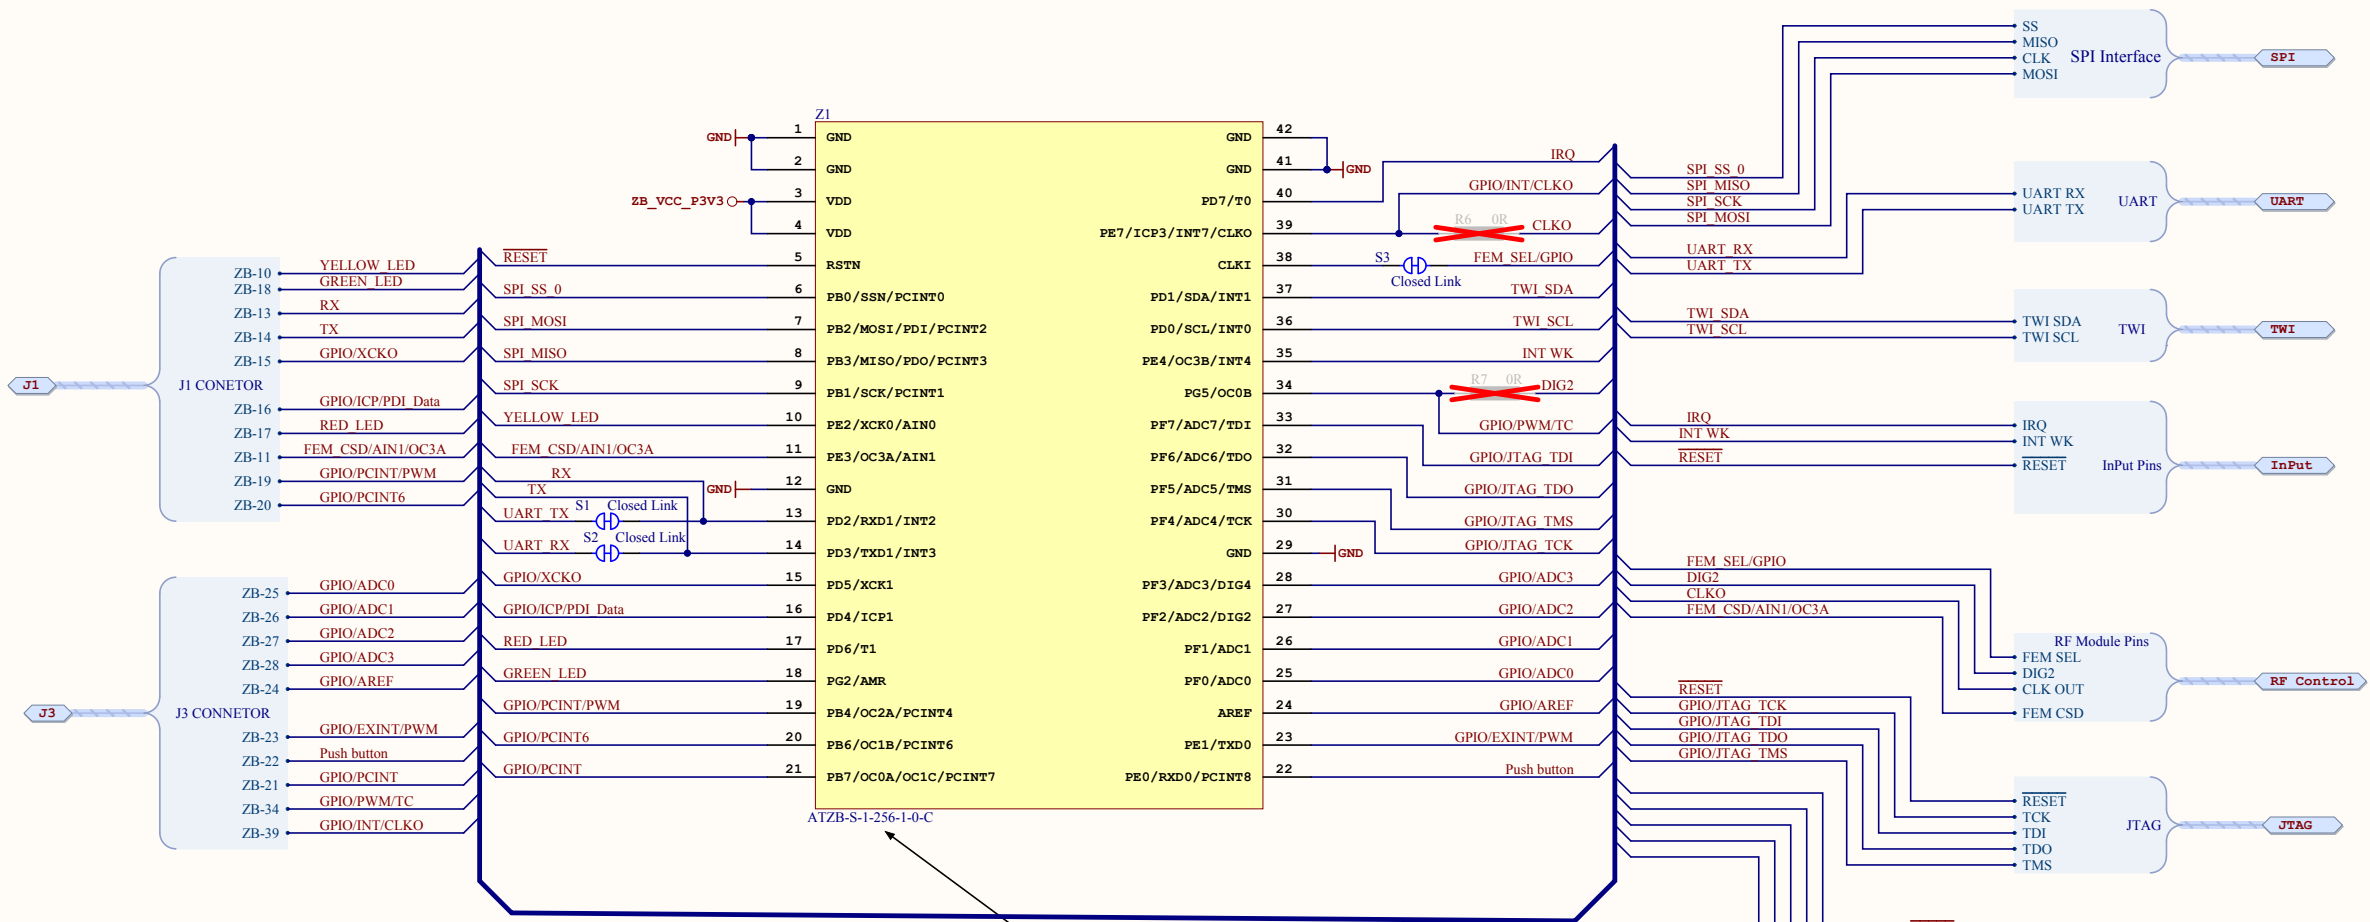 SS
MISO
CLK
MOSI
SPI Interface
SPI
Z1
GND 1 GND
2 GND
ZB_VCC_P3V3 3 VDD
4 VDD
RESET 5 RSTN
SPI_SS_0 6 PB0/SSN/PCINT0
SPI_MOSI 7 PB2/MOSI/PDI/PCINT2
SPI_MISO 8 PB3/MISO/PDO/PCINT3
SPI_SCK 9 PB1/SCK/PCINT1
YELLOW_LED 10 PE2/XCK0/AIN0
FEM_CSD/AIN1/OC3A 11 PE3/OC3A/AIN1
RX
TX
GND 12 GND
UART_TX S1 Closed Link 13 PD2/RXD1/INT2
UART_RX S2 Closed Link 14 PD3/TXD1/INT3
GPIO/XCKO 15 PD5/XCK1
GPIO/ICP/PDI_Data 16 PD4/ICP1
RED_LED 17 PD6/T1
GREEN_LED 18 PG2/AMR
GPIO/PCINT/PWM 19 PB4/OC2A/PCINT4
GPIO/PCINT6 20 PB6/OC1B/PCINT6
GPIO/PCINT 21 PB7/OC0A/OC1C/PCINT7
ATZB-S-1-256-1-0-C
GND 42
GND 41 GND
PD7/T0 40 IRQ
GPIO/INT/CLKO
PE7/ICP3/INT7/CLKO 39 R6 0R CLKO
CLKI 38 S3 Closed Link FEM_SEL/GPIO
PD1/SDA/INT1 37 TWI_SDA
PD0/SCL/INT0 36 TWI_SCL
PE4/OC3B/INT4 35 INT WK
PG5/OC0B 34 R7 0R DIG2
GPIO/PWM/TC
PF7/ADC7/TDI 33 GPIO/JTAG_TDI
PF6/ADC6/TDO 32 GPIO/JTAG_TDO
PF5/ADC5/TMS 31 GPIO/JTAG_TMS
PF4/ADC4/TCK 30 GPIO/JTAG_TCK
GND 29 GND
PF3/ADC3/DIG4 28 GPIO/ADC3
PF2/ADC2/DIG2 27 GPIO/ADC2
PF1/ADC1 26 GPIO/ADC1
PF0/ADC0 25 GPIO/ADC0
AREF 24 GPIO/AREF
PE1/TXD0 23 GPIO/EXINT/PWM
PE0/RXD0/PCINT8 22 Push button
J1
J1 CONETOR
ZB-10 YELLOW_LED
ZB-18 GREEN_LED
ZB-13 RX
ZB-14 TX
ZB-15 GPIO/XCKO
ZB-16 GPIO/ICP/PDI_Data
ZB-17 RED_LED
ZB-11 FEM_CSD/AIN1/OC3A
ZB-19 GPIO/PCINT/PWM
ZB-20 GPIO/PCINT6
J3
J3 CONNETOR
ZB-25 GPIO/ADC0
ZB-26 GPIO/ADC1
ZB-27 GPIO/ADC2
ZB-28 GPIO/ADC3
ZB-24 GPIO/AREF
ZB-23 GPIO/EXINT/PWM
ZB-22 Push button
ZB-21 GPIO/PCINT
ZB-34 GPIO/PWM/TC
ZB-39 GPIO/INT/CLKO
SPI_SS_0
SPI_MISO
SPI_SCK
SPI_MOSI
UART_RX
UART_TX
UART RX
UART TX
UART
UART
TWI_SDA
TWI_SCL
TWI SDA
TWI SCL
TWI
TWI
IRQ
INT WK
RESET
IRQ
INT WK
RESET
InPut Pins
InPut
FEM_SEL/GPIO
DIG2
CLKO
FEM_CSD/AIN1/OC3A
RF Module Pins
FEM SEL
DIG2
CLK OUT
FEM CSD
RF Control
RESET
GPIO/JTAG_TCK
GPIO/JTAG_TDI
GPIO/JTAG_TDO
GPIO/JTAG_TMS
RESET
TCK
TDI
TDO
TMS
JTAG
JTAG